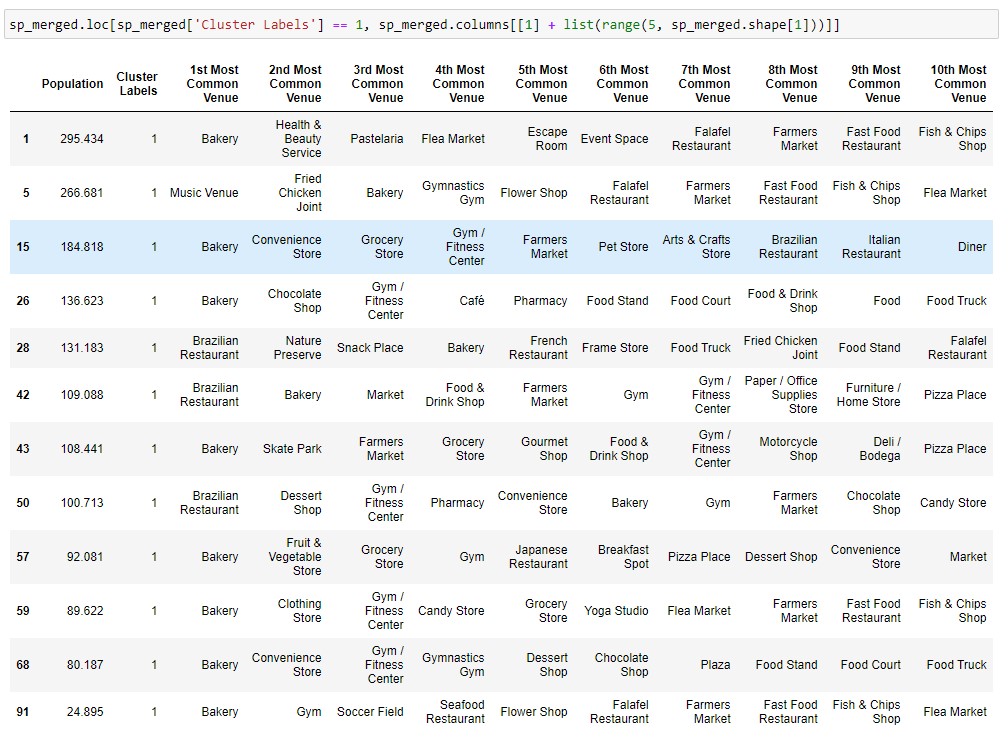 sp_merged.loc[sp_merged['Cluster Labels'] == 1, sp_merged.columns[[1] + list(range(5, sp_merged.shape[1]))]]
Population Cluster Labels 1st Most Common Venue 2nd Most Common Venue 3rd Most Common Venue 4th Most Common Venue 5th Most Common Venue 6th Most Common Venue 7th Most Common Venue 8th Most Common Venue 9th Most Common Venue 10th Most Common Venue
1 295.434 1 Bakery Health & Beauty Service Pastelaria Flea Market Escape Room Event Space Falafel Restaurant Farmers Market Fast Food Restaurant Fish & Chips Shop
5 266.681 1 Music Venue Fried Chicken Joint Bakery Gymnastics Gym Flower Shop Falafel Restaurant Farmers Market Fast Food Restaurant Fish & Chips Shop Flea Market
15 184.818 1 Bakery Convenience Store Grocery Store Gym / Fitness Center Farmers Market Pet Store Arts & Crafts Store Brazilian Restaurant Italian Restaurant Diner
26 136.623 1 Bakery Chocolate Shop Gym / Fitness Center Café Pharmacy Food Stand Food Court Food & Drink Shop Food Food Truck
28 131.183 1 Brazilian Restaurant Nature Preserve Snack Place Bakery French Restaurant Frame Store Food Truck Fried Chicken Joint Food Stand Falafel Restaurant
42 109.088 1 Brazilian Restaurant Bakery Market Food & Drink Shop Farmers Market Gym Gym / Fitness Center Paper / Office Supplies Store Furniture / Home Store Pizza Place
43 108.441 1 Bakery Skate Park Farmers Market Grocery Store Gourmet Shop Food & Drink Shop Gym / Fitness Center Motorcycle Shop Deli / Bodega Pizza Place
50 100.713 1 Brazilian Restaurant Dessert Shop Gym / Fitness Center Pharmacy Convenience Store Bakery Gym Farmers Market Chocolate Shop Candy Store
57 92.081 1 Bakery Fruit & Vegetable Store Grocery Store Gym Japanese Restaurant Breakfast Spot Pizza Place Dessert Shop Convenience Store Market
59 89.622 1 Bakery Clothing Store Gym / Fitness Center Candy Store Grocery Store Yoga Studio Flea Market Farmers Market Fast Food Restaurant Fish & Chips Shop
68 80.187 1 Bakery Convenience Store Gym / Fitness Center Gymnastics Gym Dessert Shop Chocolate Shop Plaza Food Stand Food Court Food Truck
91 24.895 1 Bakery Gym Soccer Field Seafood Restaurant Flower Shop Falafel Restaurant Farmers Market Fast Food Restaurant Fish & Chips Shop Flea Market